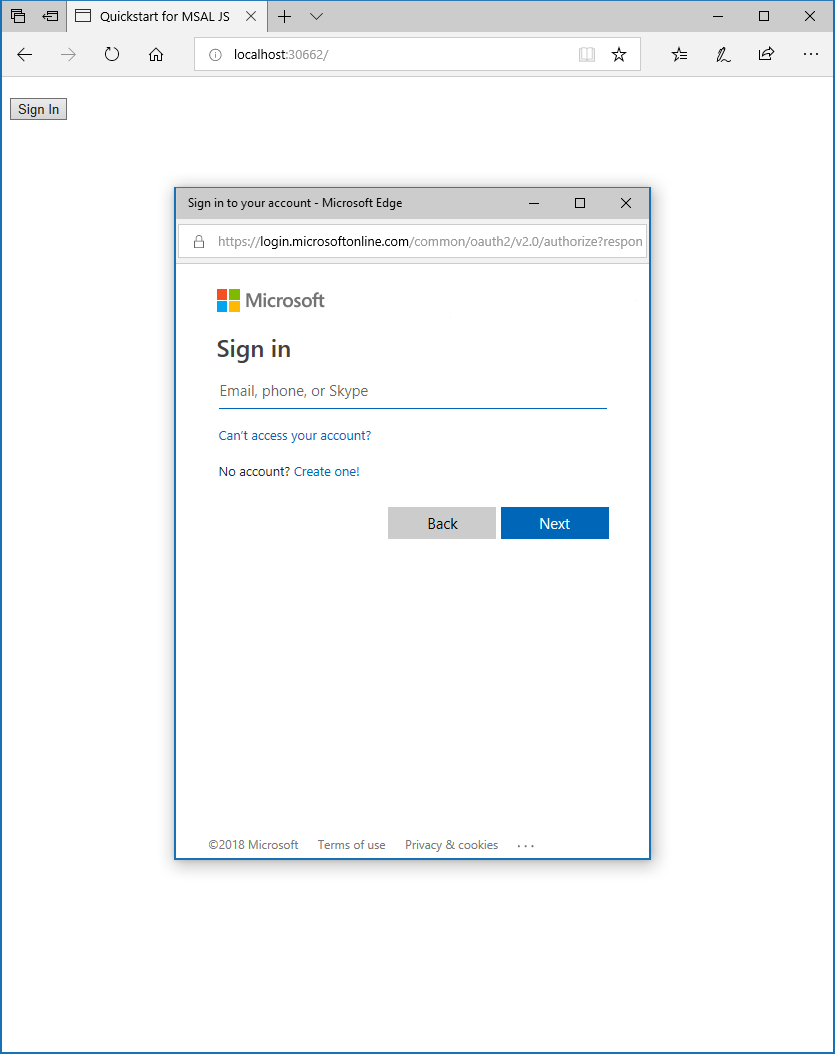 Quickstart for MSAL JS
localhost:30662/
Sign In
Sign in to your account - Microsoft Edge
https://login.microsoftonline.com/common/oauth2/v2.0/authorize?respon
Microsoft
Sign in
Email, phone, or Skype
Can't access your account?
No account? Create one!
Back Next
©2018 Microsoft Terms of use Privacy & cookies ...